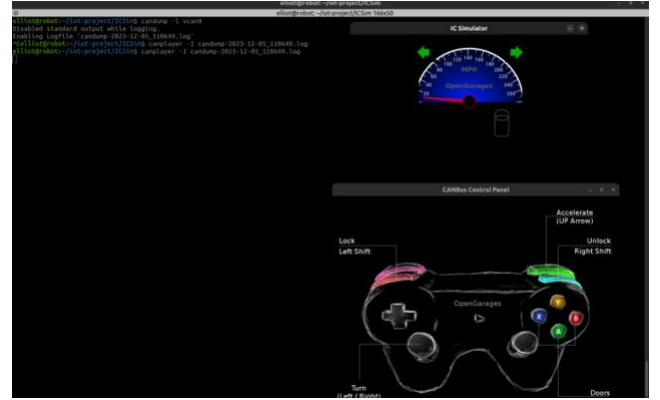 elliot@robot: ~/iot-project/ICSim
elliot@robot: ~/iot-project/ICSim 166x50
elliot@robot:~/iot-project/ICSim$ candump -l vcan0
Disabled standard output while logging.
Enabling Logfile 'candump-2023-12-05_110649.log'
^Celliot@robot:~/iot-project/ICSim$ canplayer -I candump-2023-12-05_110649.log
elliot@robot:~/iot-project/ICSim$ canplayer -I candump-2023-12-05_110649.log
IC Simulator
MPH
OpenGarages
CANBus Control Panel
Accelerate
(UP Arrow)
Lock
Left Shift
Unlock
Right Shift
OpenGarages
Y
X
B
A
Turn
(Left / Right)
Doors